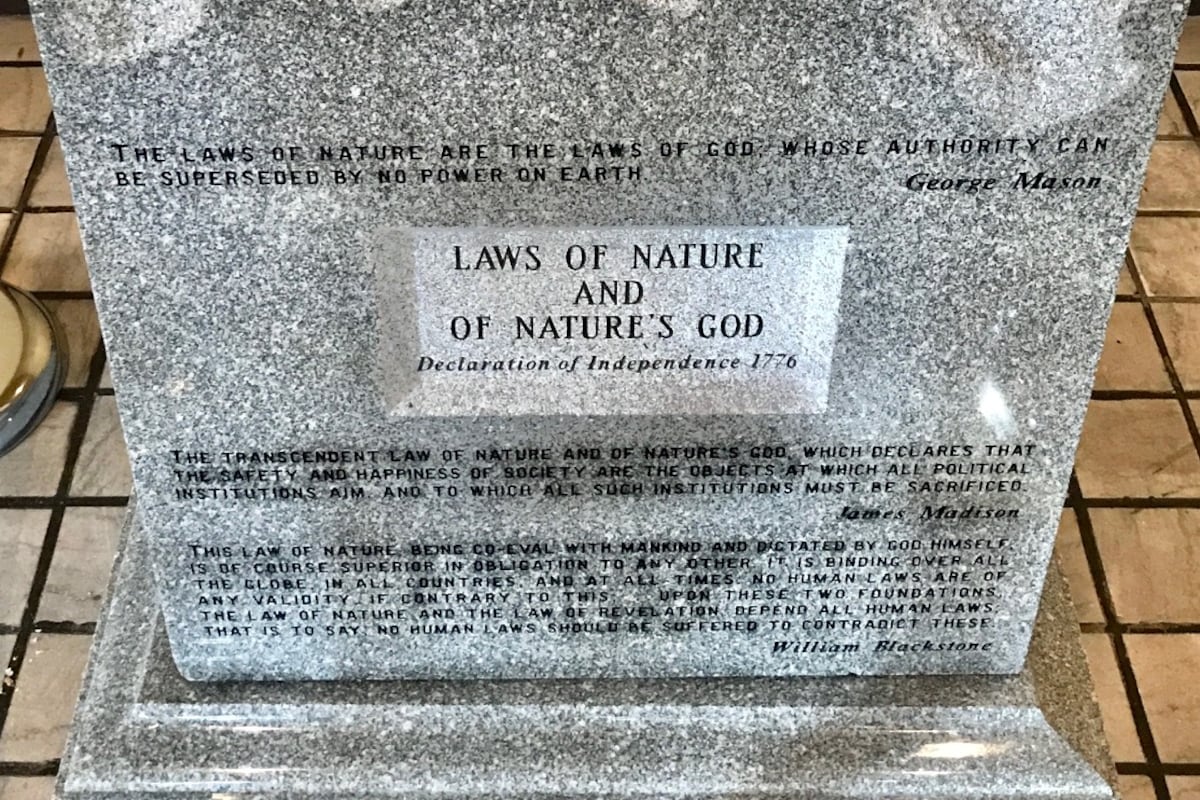 THE LAWS OF NATURE ARE THE LAWS OF GOD; WHOSE AUTHORITY CAN
BE SUPERSEDED BY NO POWER ON EARTH.
George Mason
LAWS OF NATURE
AND
OF NATURE'S GOD
Declaration of Independence 1776
THE TRANSCENDENT LAW OF NATURE AND OF NATURE'S GOD, WHICH DECLARES THAT
THE SAFETY AND HAPPINESS OF SOCIETY ARE THE OBJECTS AT WHICH ALL POLITICAL
INSTITUTIONS AIM, AND TO WHICH ALL SUCH INSTITUTIONS MUST BE SACRIFICED.
James Madison
THIS LAW OF NATURE, BEING CO-EVAL WITH MANKIND AND DICTATED BY GOD HIMSELF,
IS OF COURSE SUPERIOR IN OBLIGATION TO ANY OTHER. IT IS BINDING OVER ALL
THE GLOBE, IN ALL COUNTRIES, AND AT ALL TIMES: NO HUMAN LAWS ARE OF
ANY VALIDITY, IF CONTRARY TO THIS... UPON THESE TWO FOUNDATIONS,
THE LAW OF NATURE AND THE LAW OF REVELATION, DEPEND ALL HUMAN LAWS;
THAT IS TO SAY, NO HUMAN LAWS SHOULD BE SUFFERED TO CONTRADICT THESE.
William Blackstone